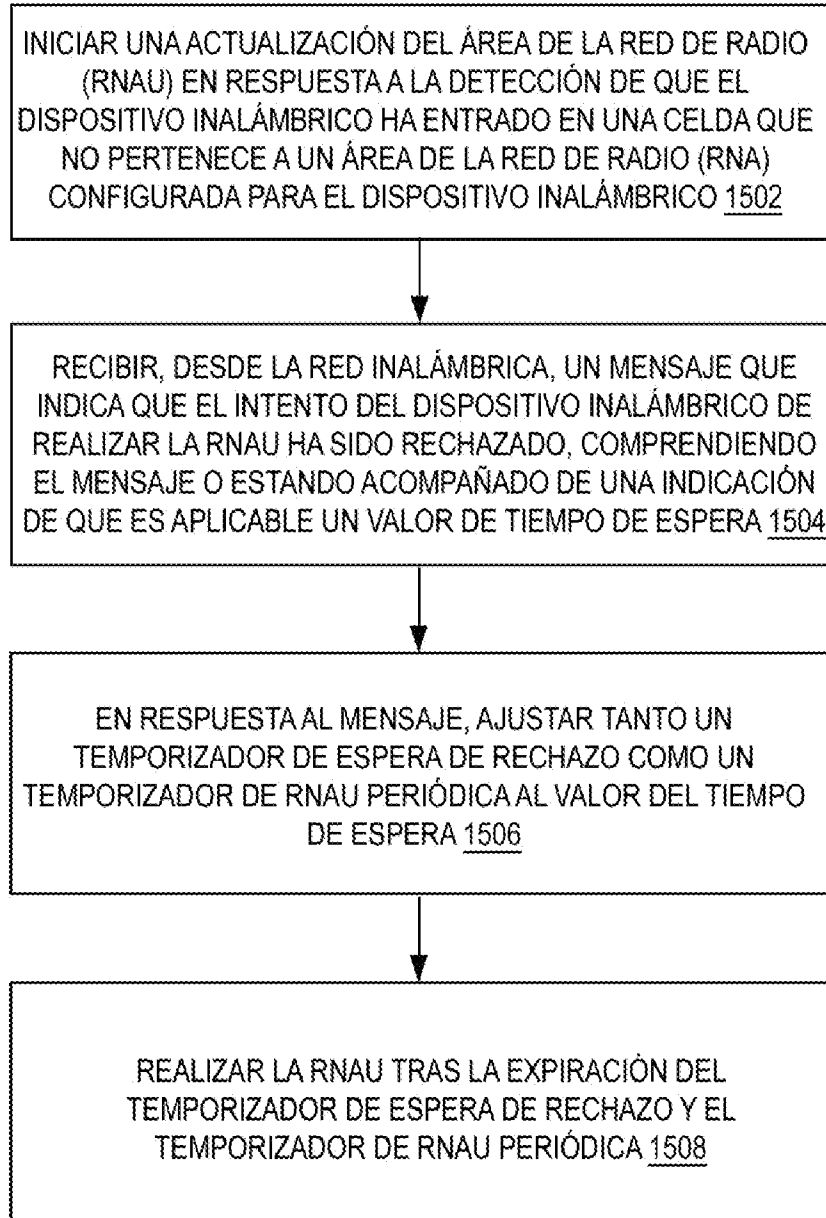 INICIAR UNA ACTUALIZACIÓN DEL ÁREA DE LA RED DE RADIO
(RNAU) EN RESPUESTA A LA DETECCIÓN DE QUE EL
DISPOSITIVO INALÁMBRICO HA ENTRADO EN UNA CELDA QUE
NO PERTENECE A UN ÁREA DE LA RED DE RADIO (RNA)
CONFIGURADA PARA EL DISPOSITIVO INALÁMBRICO 1502
RECIBIR, DESDE LA RED INALÁMBRICA, UN MENSAJE QUE
INDICA QUE EL INTENTO DEL DISPOSITIVO INALÁMBRICO DE
REALIZAR LA RNAU HA SIDO RECHAZADO, COMPRENDIENDO
EL MENSAJE O ESTANDO ACOMPAÑADO DE UNA INDICACIÓN
DE QUE ES APLICABLE UN VALOR DE TIEMPO DE ESPERA 1504
EN RESPUESTA AL MENSAJE, AJUSTAR TANTO UN
TEMPORIZADOR DE ESPERA DE RECHAZO COMO UN
TEMPORIZADOR DE RNAU PERIÓDICA AL VALOR DEL TIEMPO
DE ESPERA 1506
REALIZAR LA RNAU TRAS LA EXPIRACIÓN DEL
TEMPORIZADOR DE ESPERA DE RECHAZO Y EL
TEMPORIZADOR DE RNAU PERIÓDICA 1508